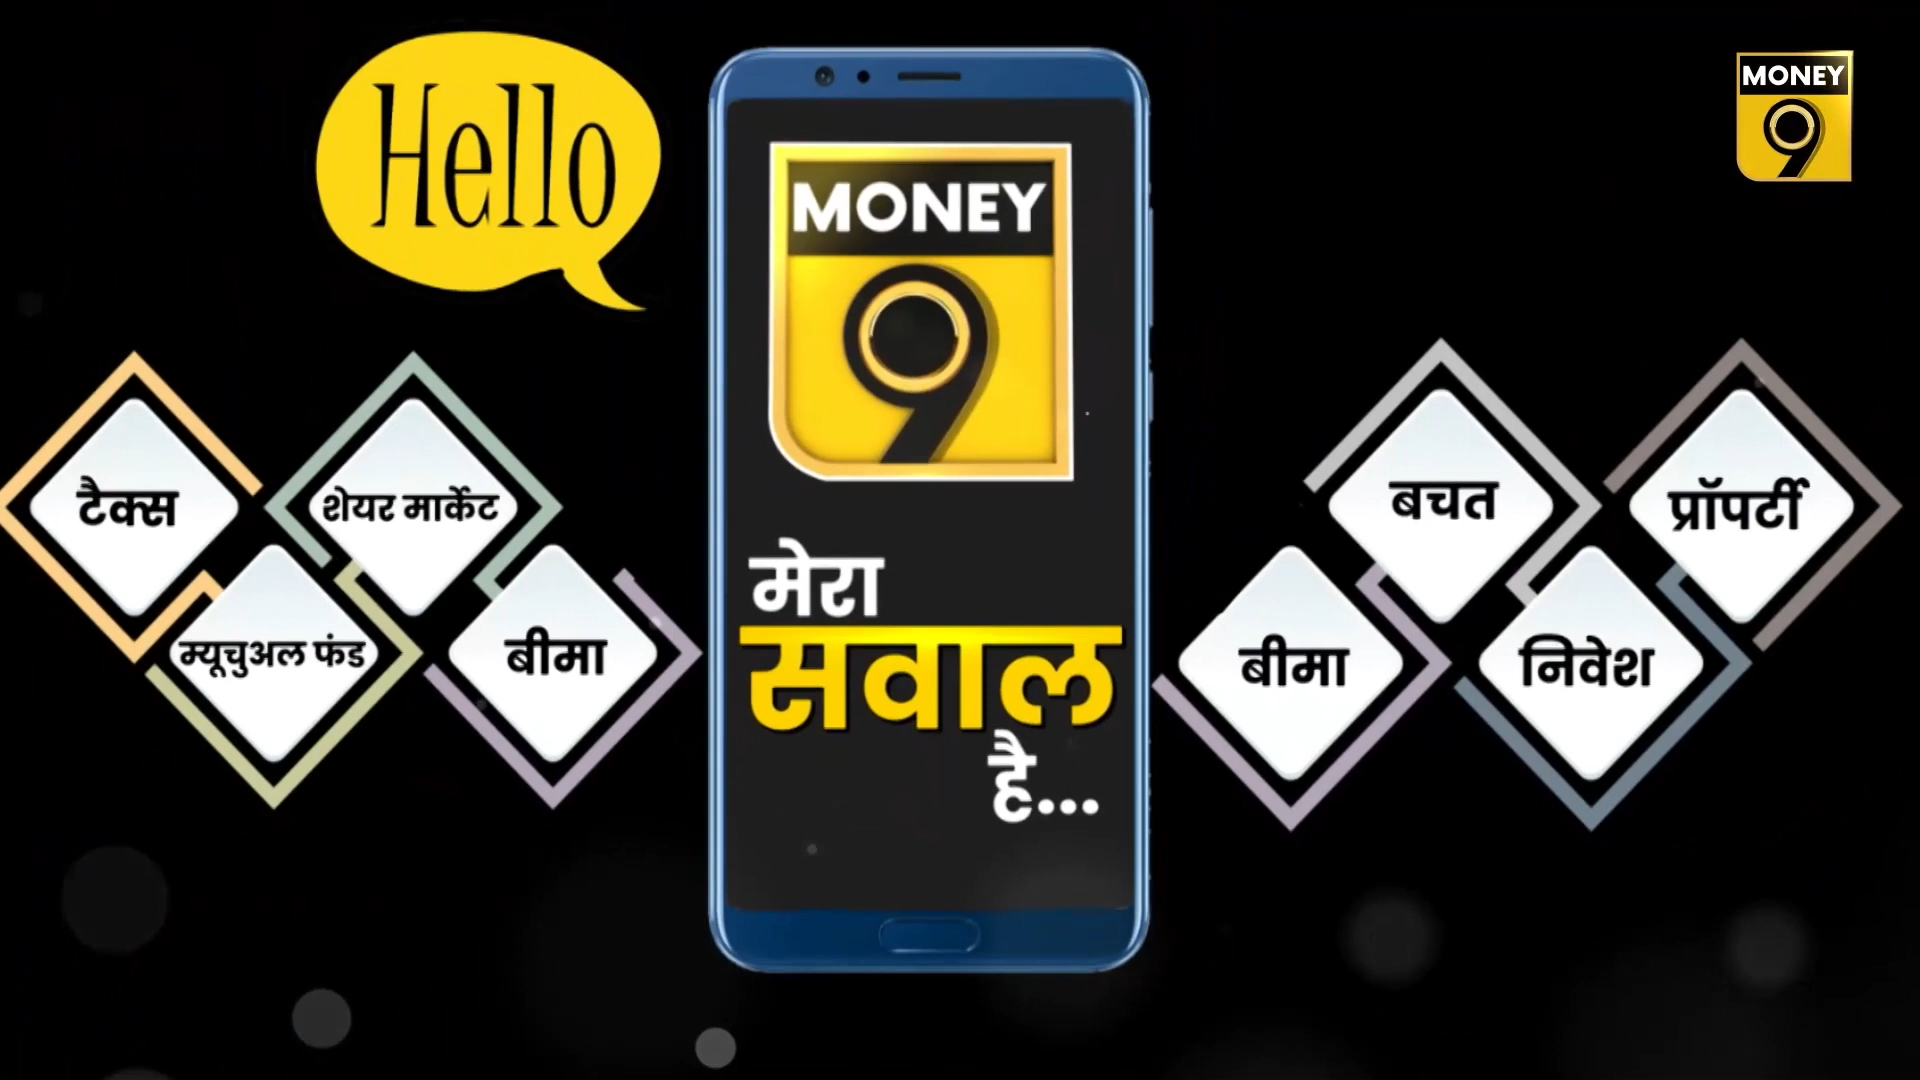 Hello
MONEY
9
MONEY
9
मेरा
सवाल
है...
टैक्स
शेयर मार्केट
म्यूचुअल फंड
बीमा
बचत
प्रॉपर्टी
बीमा
निवेश